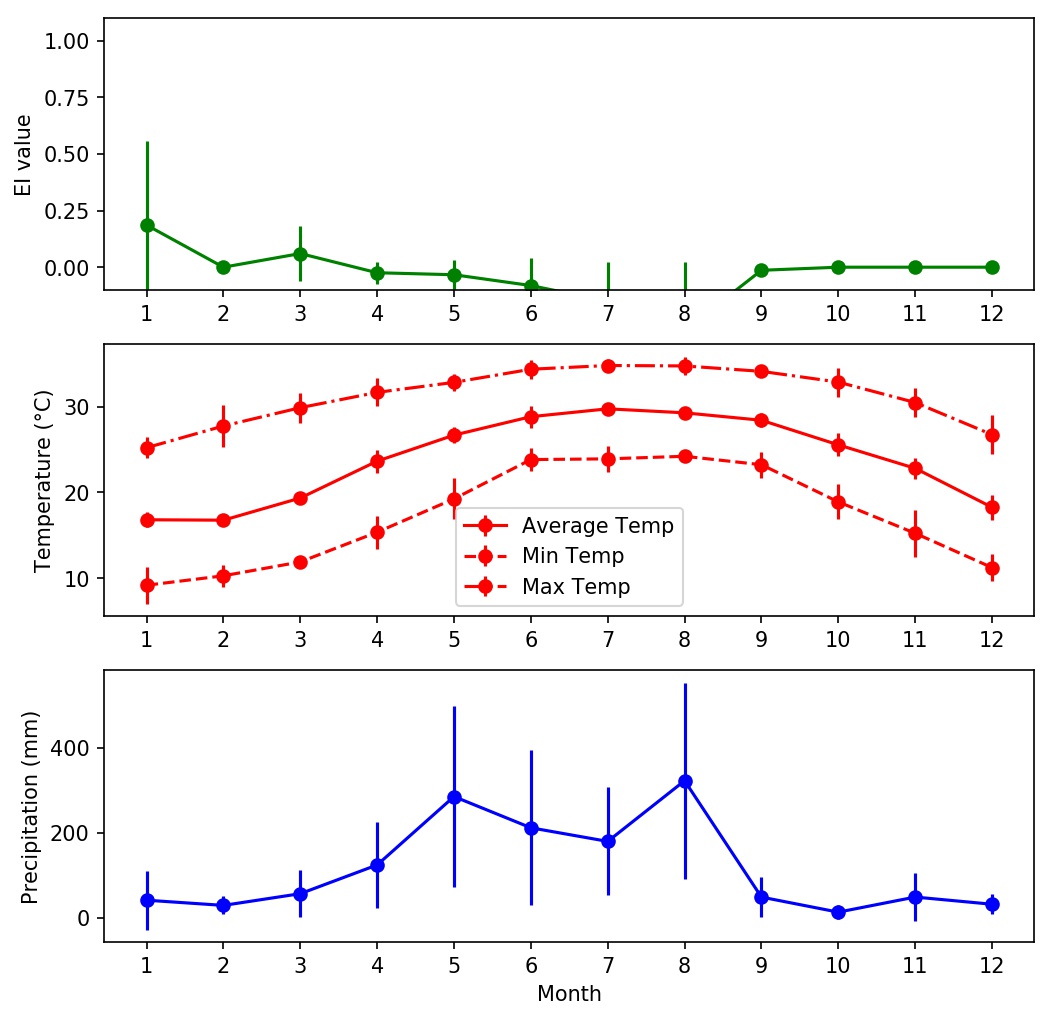 1.00
0.75
0.50
0.25
0.00
EI value
1 2 3 4 5 6 7 8 9 10 11 12
30
20
10
Temperature (°C)
Average Temp
Min Temp
Max Temp
1 2 3 4 5 6 7 8 9 10 11 12
400
200
0
Precipitation (mm)
1 2 3 4 5 6 7 8 9 10 11 12
Month